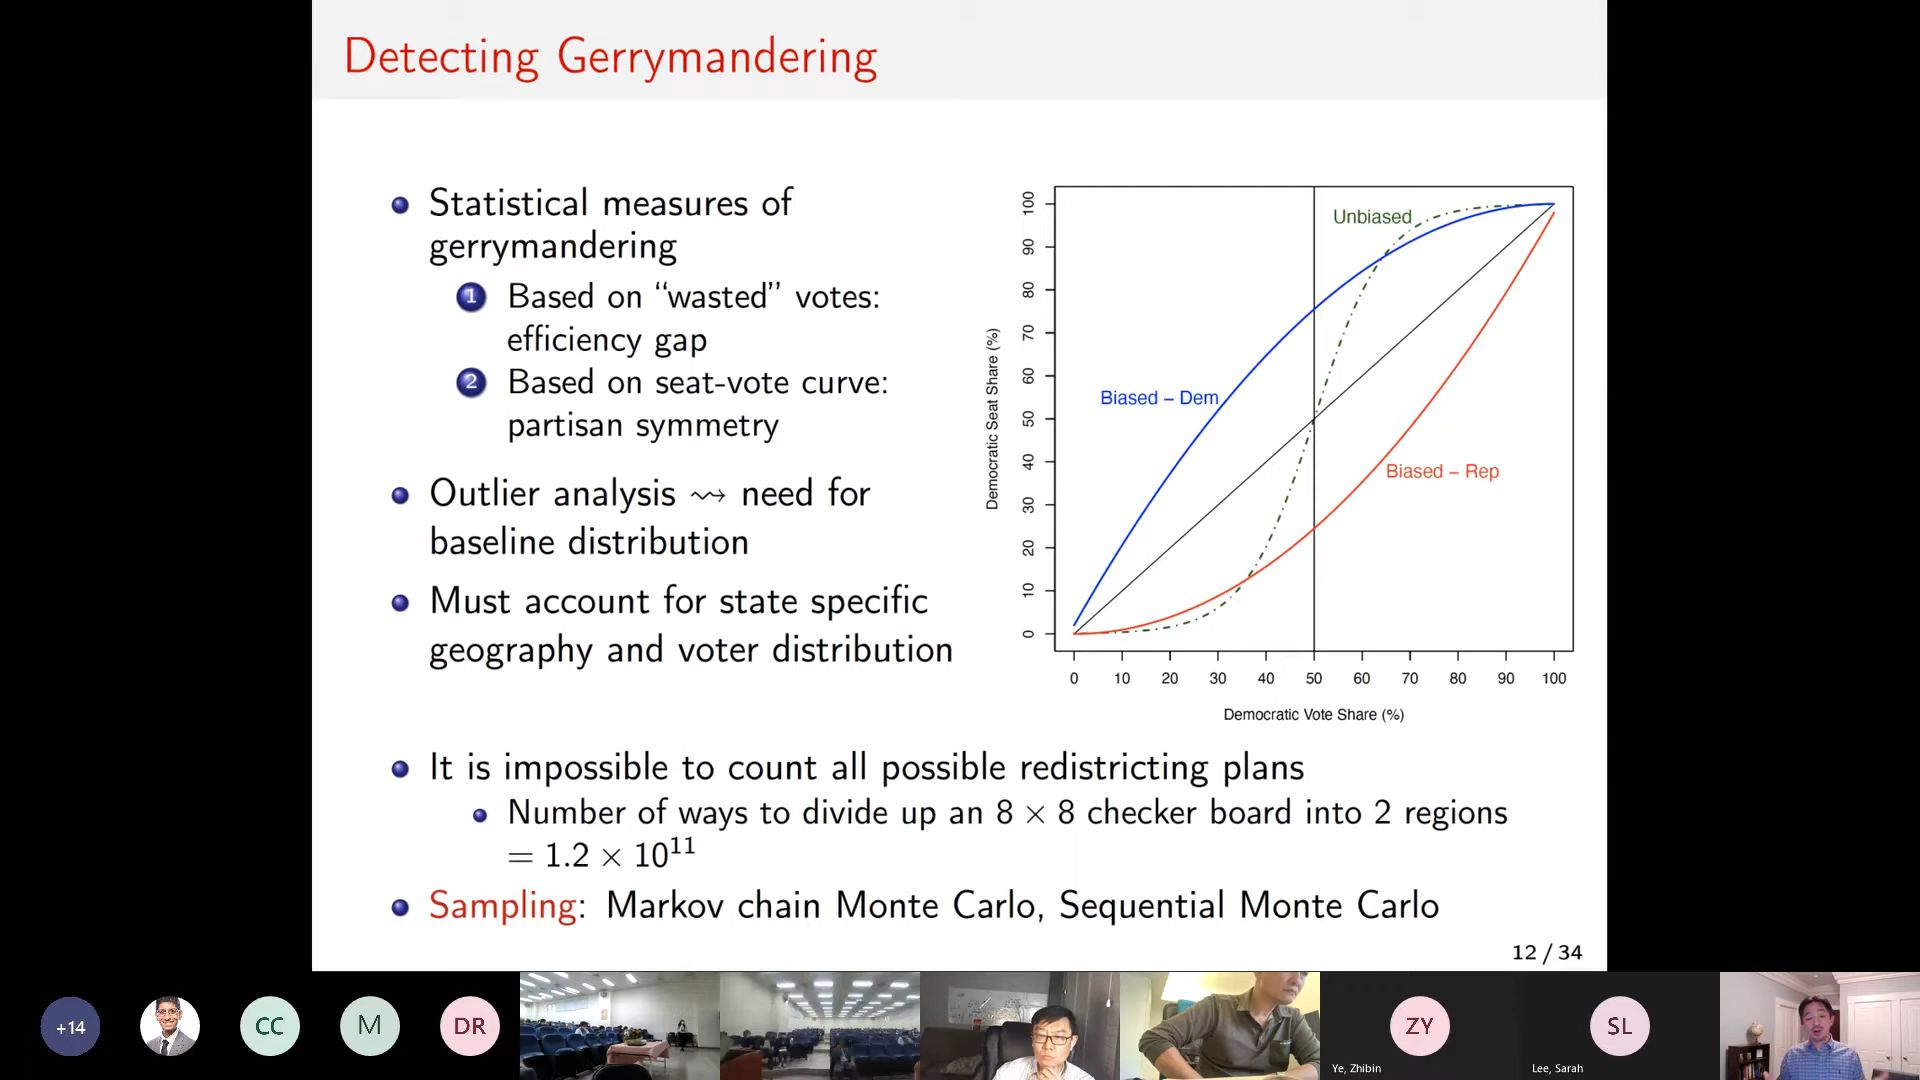 Detecting Gerrymandering
Statistical measures of
gerrymandering
1 Based on “wasted” votes:
efficiency gap
2 Based on seat-vote curve:
partisan symmetry
Outlier analysis ⇝ need for
baseline distribution
Must account for state specific
geography and voter distribution
Democratic Seat Share (%)
100
90
80
70
60
50
40
30
20
10
0
Unbiased
Biased – Dem
Biased – Rep
0 10 20 30 40 50 60 70 80 90 100
Democratic Vote Share (%)
It is impossible to count all possible redistricting plans
Number of ways to divide up an 8 × 8 checker board into 2 regions
= 1.2 × 10¹¹
Sampling: Markov chain Monte Carlo, Sequential Monte Carlo
12 / 34
+14
CC
M
DR
ZY
Ye, Zhibin
SL
Lee, Sarah